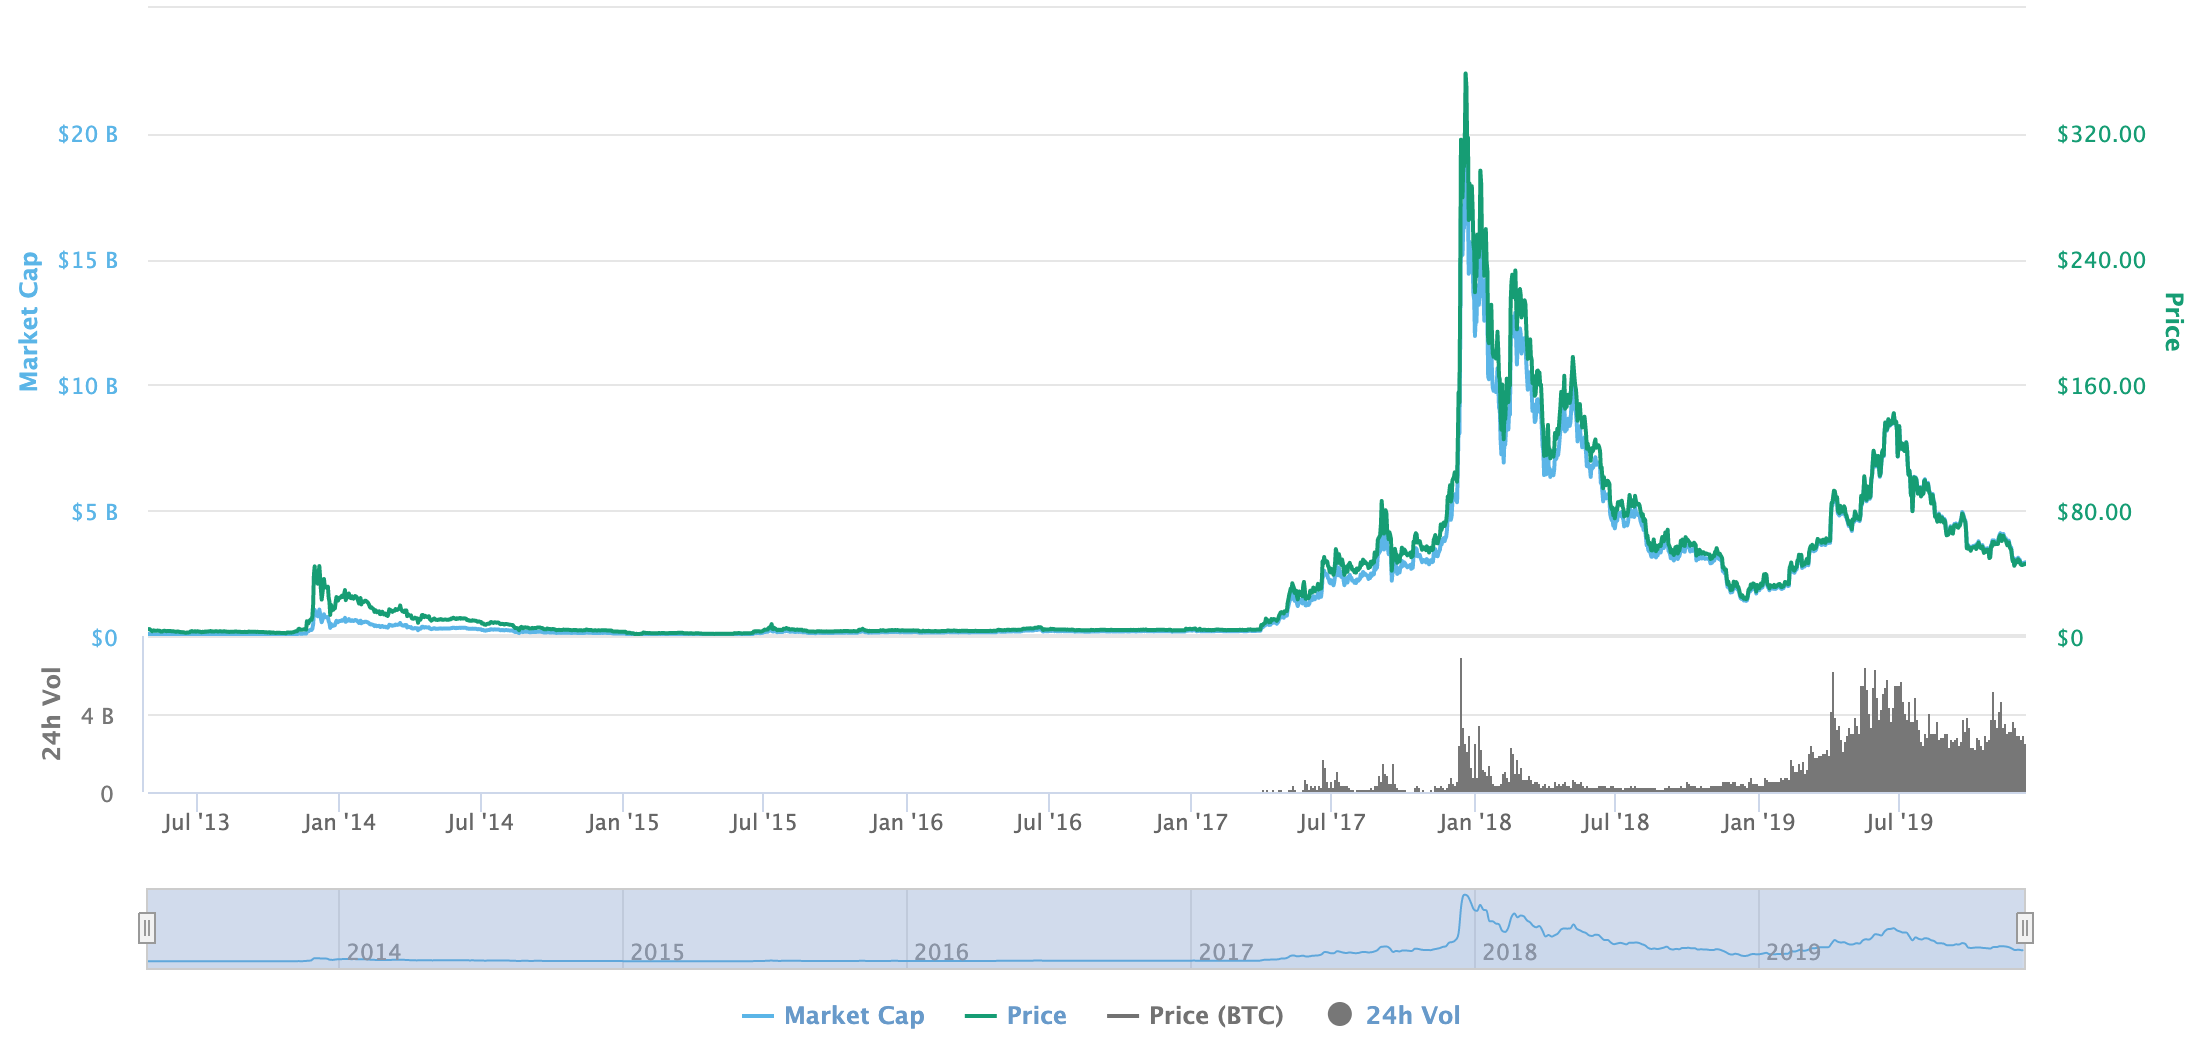 $20 B
$15 B
$10 B
$5 B
$0
Market Cap
$320.00
$240.00
$160.00
$80.00
$0
Price
24h Vol
4 B
0
Jul '13 Jan '14 Jul '14 Jan '15 Jul '15 Jan '16 Jul '16 Jan '17 Jul '17 Jan '18 Jul '18 Jan '19 Jul '19
2014 2015 2016 2017 2018 2019
Market Cap Price Price (BTC) 24h Vol